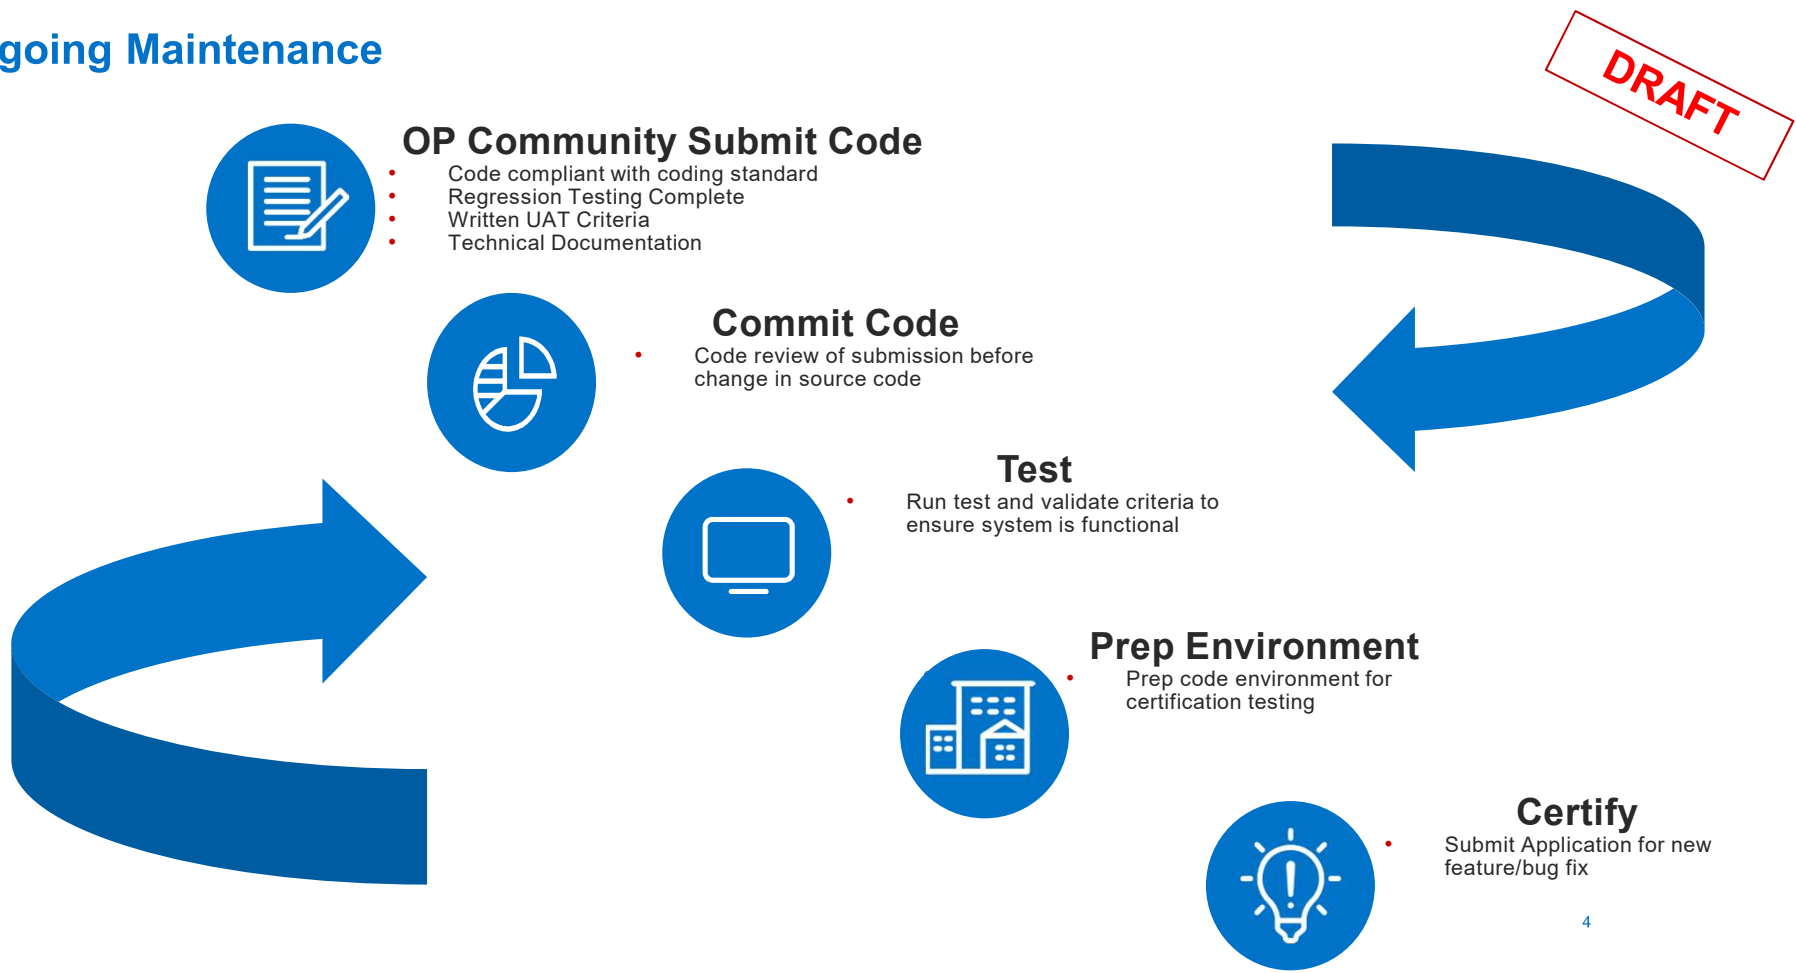 going Maintenance
DRAFT
OP Community Submit Code
• Code compliant with coding standard
• Regression Testing Complete
• Written UAT Criteria
• Technical Documentation
Commit Code
• Code review of submission before
change in source code
Test
• Run test and validate criteria to
ensure system is functional
Prep Environment
• Prep code environment for
certification testing
Certify
• Submit Application for new
feature/bug fix
4